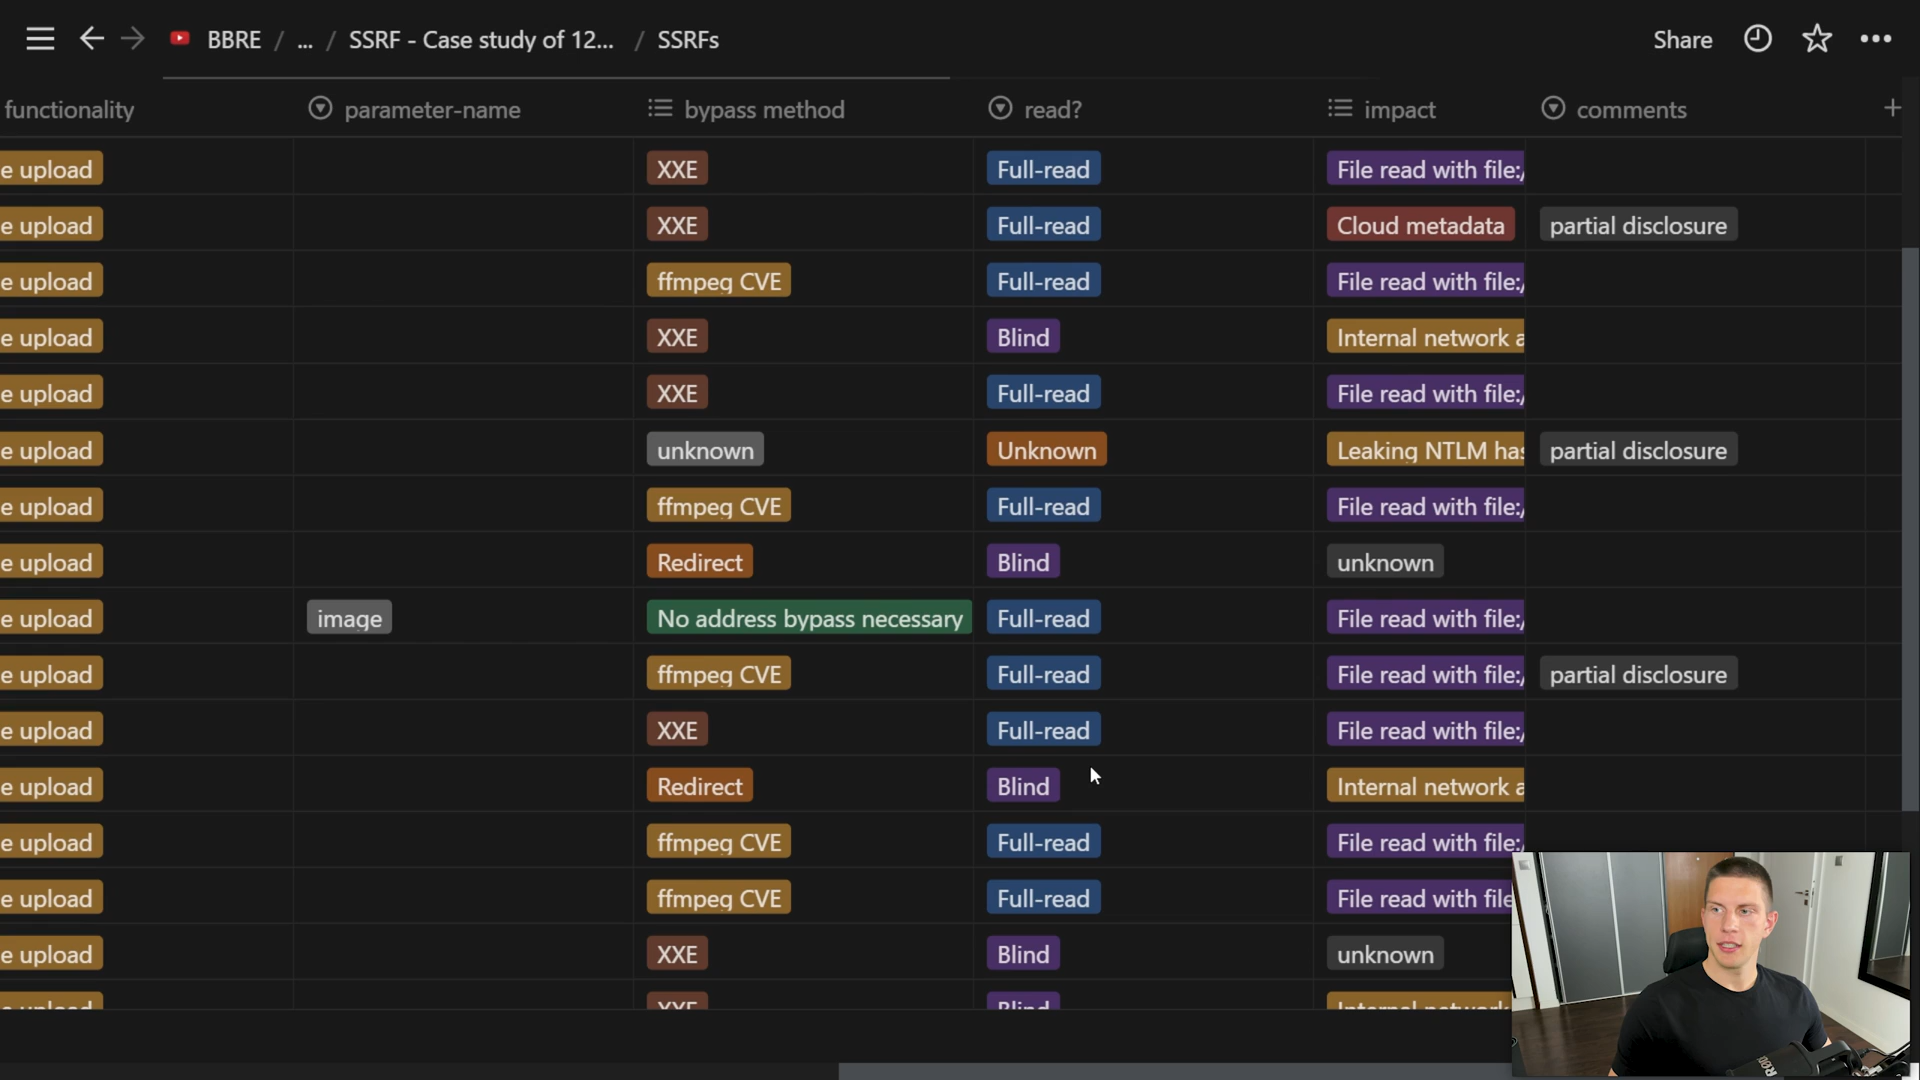 BBRE / ... / SSRF - Case study of 12... / SSRFs Share
functionality parameter-name bypass method read? impact comments
e upload XXE Full-read File read with file:/
e upload XXE Full-read Cloud metadata partial disclosure
e upload ffmpeg CVE Full-read File read with file:/
e upload XXE Blind Internal network a
e upload XXE Full-read File read with file:/
e upload unknown Unknown Leaking NTLM has partial disclosure
e upload ffmpeg CVE Full-read File read with file:/
e upload Redirect Blind unknown
e upload image No address bypass necessary Full-read File read with file:/
e upload ffmpeg CVE Full-read File read with file:/ partial disclosure
e upload XXE Full-read File read with file:/
e upload Redirect Blind Internal network a
e upload ffmpeg CVE Full-read File read with file:/
e upload ffmpeg CVE Full-read File read with file
e upload XXE Blind unknown
e upload XXE Blind Internal network